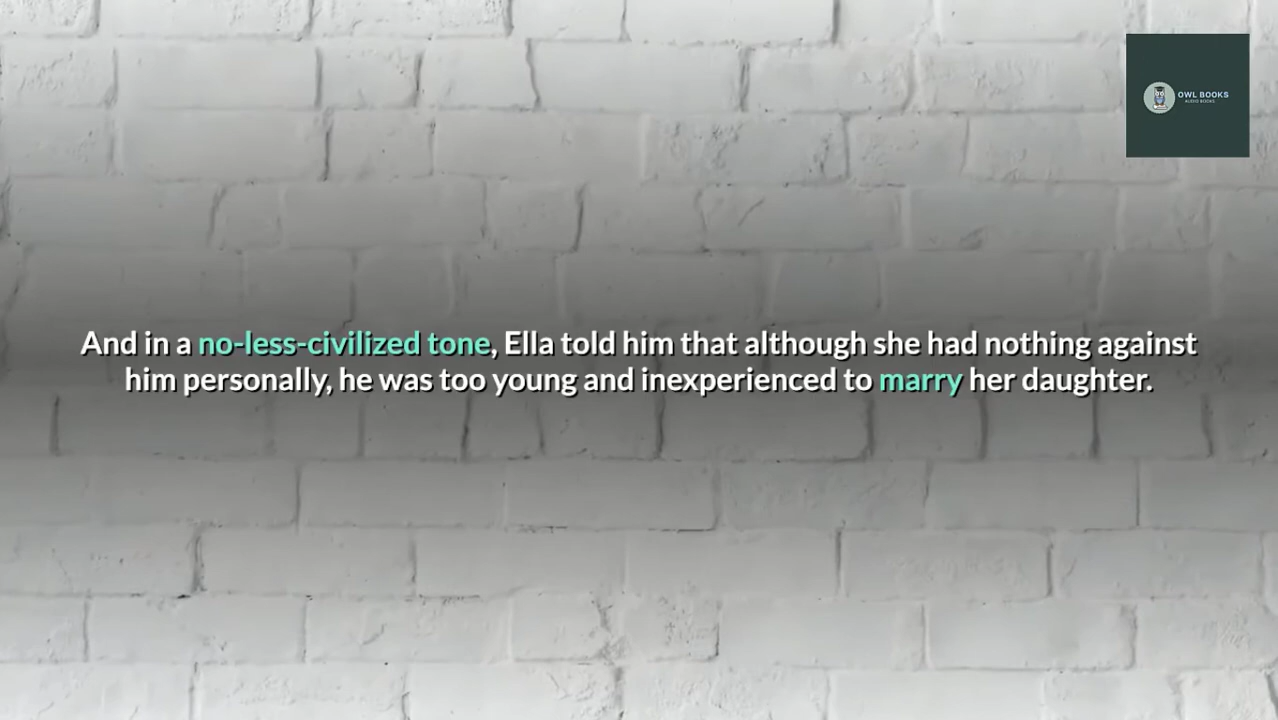 OWL BOOKS
AUDIO BOOKS
And in a no-less-civilized tone, Ella told him that although she had nothing against
him personally, he was too young and inexperienced to marry her daughter.